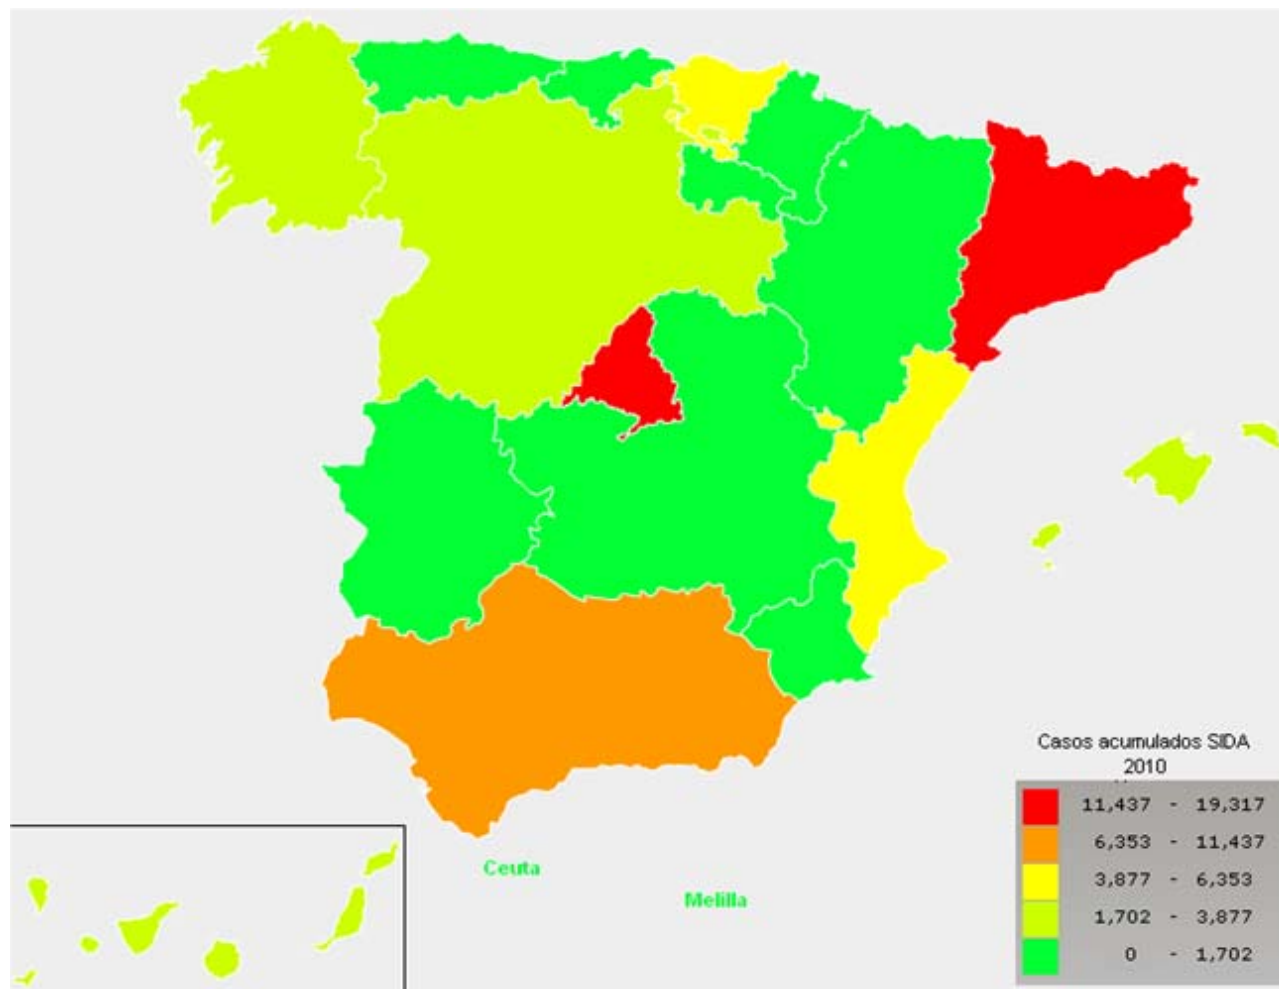 Casos acumulados SIDA
2010
11,437 - 19,317
6,353 - 11,437
3,877 - 6,353
1,702 - 3,877
0 - 1,702
Ceuta
Melilla